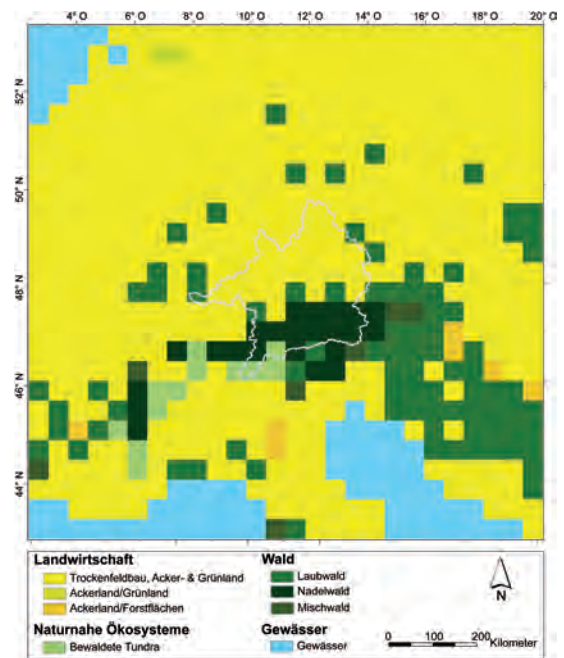 4° O 6° O 8° O 10° O 12° O 14° O 16° O 18° O 20° O
52° N
50° N
48° N
46° N
44° N
Landwirtschaft
Trockenfeldbau, Acker- & Grünland
Ackerland/Grünland
Ackerland/Forstflächen
Naturnahe Ökosysteme
Bewaldete Tundra
Wald
Laubwald
Nadelwald
Mischwald
Gewässer
Gewässer
N
0 100 200
Kilometer